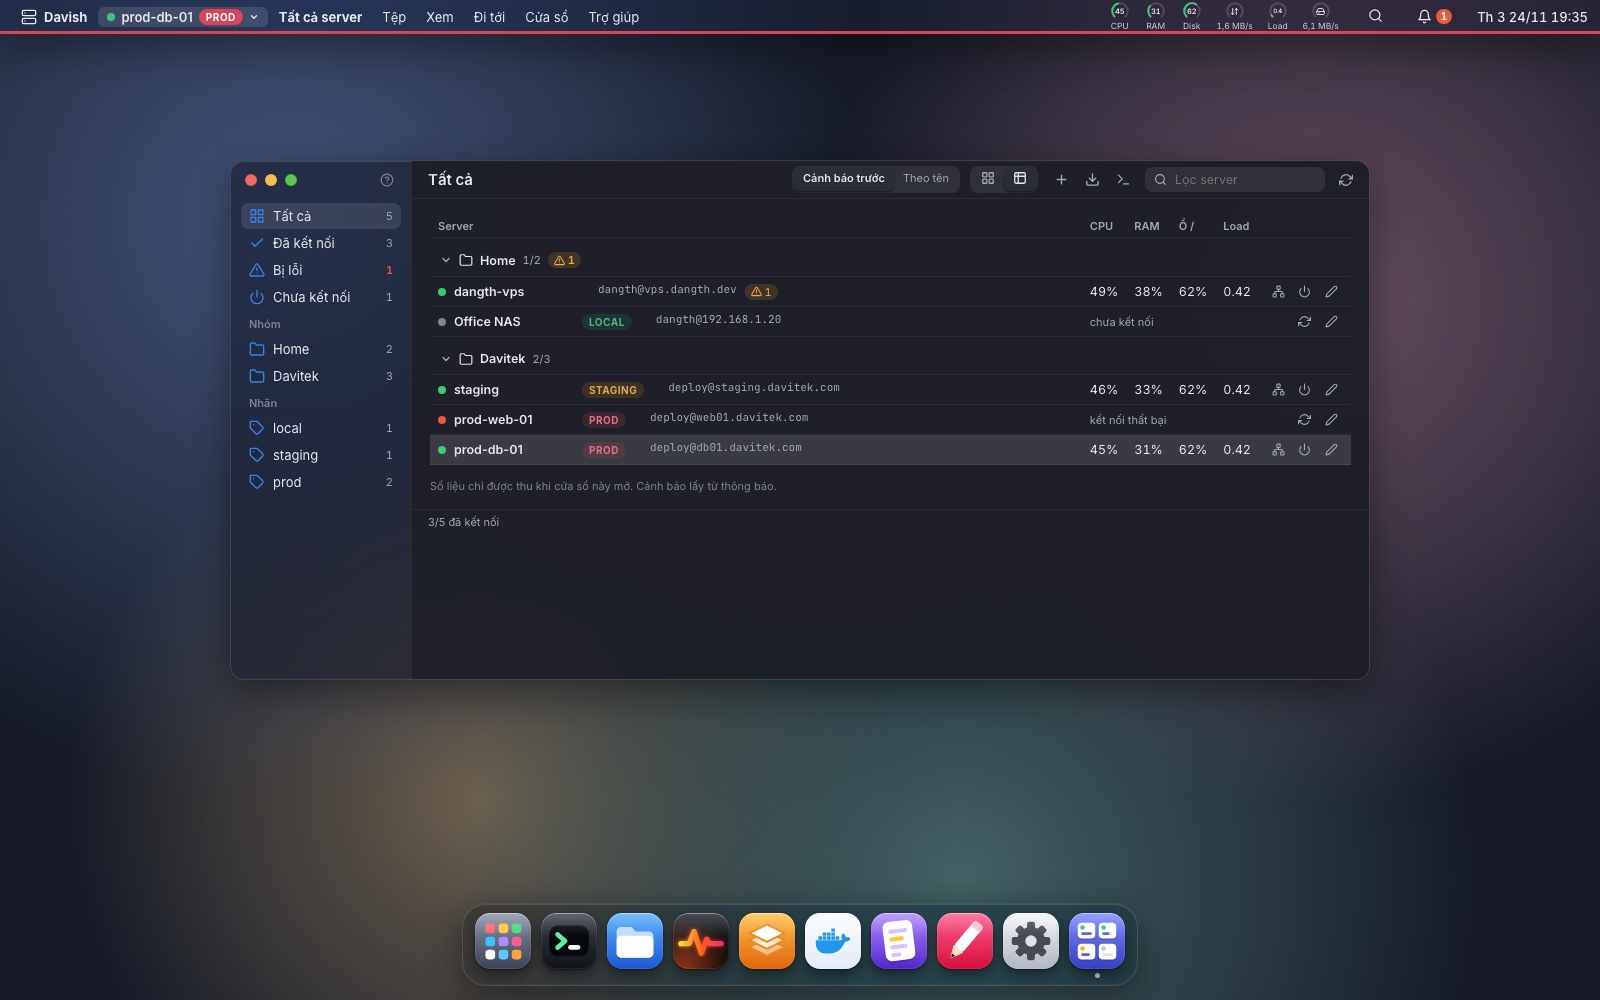 Davish prod-db-01 PROD Tất cả server Tệp Xem Đi tới Cửa sổ Trợ giúp
45 31 62 0.4
CPU RAM Disk 1,6 MB/s Load 6,1 MB/s
1 Th 3 24/11 19:35
Tất cả Cảnh báo trước Theo tên Lọc server
Tất cả 5
Đã kết nối 3
Bị lỗi 1
Chưa kết nối 1
Nhóm
Home 2
Davitek 3
Nhãn
local 1
staging 1
prod 2
Server CPU RAM Ổ / Load
Home 1/2 1
dangth-vps dangth@vps.dangth.dev 1 49% 38% 62% 0.42
Office NAS LOCAL dangth@192.168.1.20 chưa kết nối
Davitek 2/3
staging STAGING deploy@staging.davitek.com 46% 33% 62% 0.42
prod-web-01 PROD deploy@web01.davitek.com kết nối thất bại
prod-db-01 PROD deploy@db01.davitek.com 45% 31% 62% 0.42
Số liệu chỉ được thu khi cửa sổ này mở. Cảnh báo lấy từ thông báo.
3/5 đã kết nối